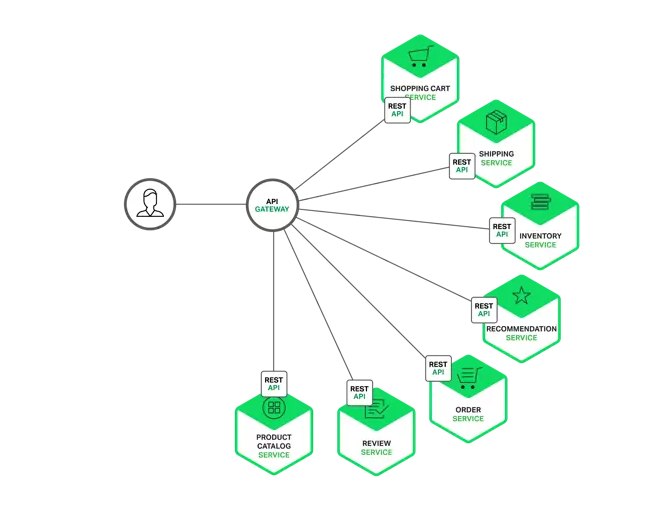 SHOPPING CART
SERVICE
REST
API
SHIPPING
SERVICE
REST
API
API
GATEWAY
INVENTORY
SERVICE
REST
API
RECOMMENDATION
SERVICE
REST
API
ORDER
SERVICE
REST
API
REVIEW
SERVICE
REST
API
PRODUCT
CATALOG
SERVICE
REST
API